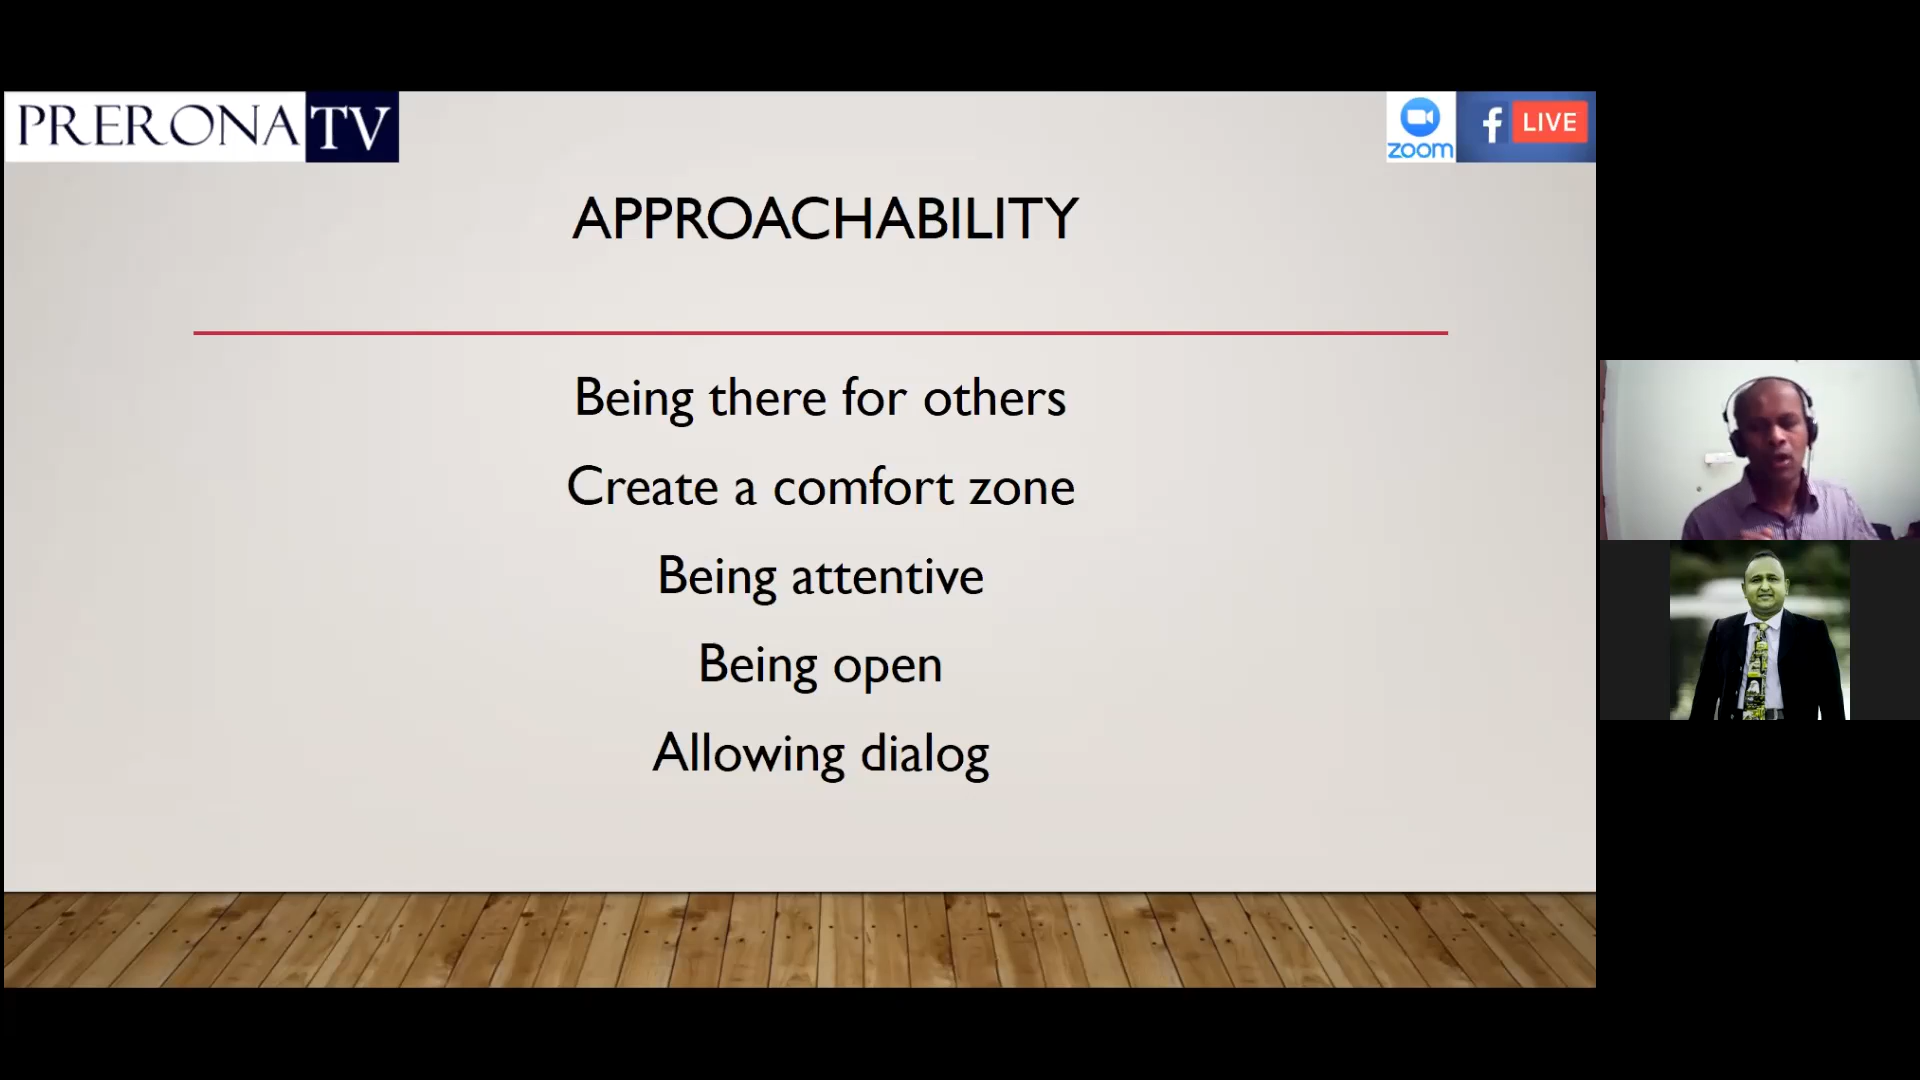 PRERONA TV
zoom
f LIVE
APPROACHABILITY
Being there for others
Create a comfort zone
Being attentive
Being open
Allowing dialog